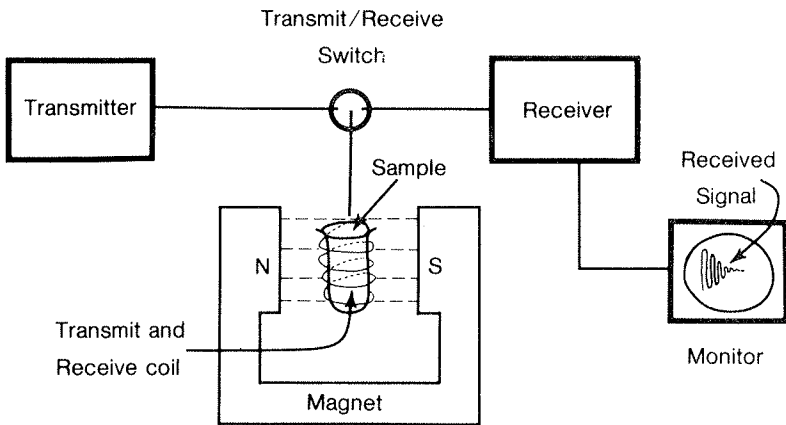 Transmit/Receive
Switch
Transmitter
Receiver
Sample
Received
Signal
N
S
Transmit and
Receive coil
Monitor
Magnet